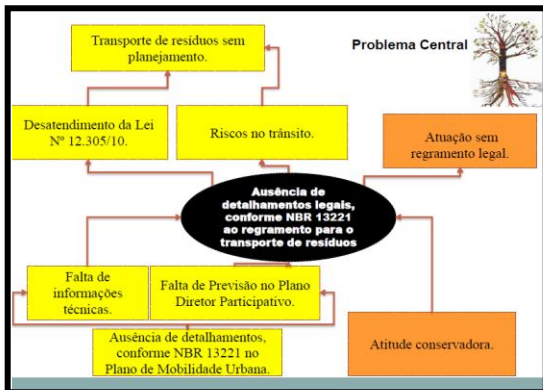 Transporte de resíduos sem
planejamento.
Problema Central
Desatendimento da Lei
Nº 12.305/10.
Riscos no trânsito.
Atuação sem
regramento legal.
Ausência de
detalhamentos legais,
conforme NBR 13221
ao regramento para o
transporte de resíduos
Falta de
informações
técnicas.
Falta de Previsão no Plano
Diretor Participativo.
Ausência de detalhamentos,
conforme NBR 13221 no
Plano de Mobilidade Urbana.
Atitude conservadora.